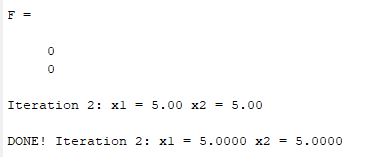 F =
0
0
Iteration 2: x1 = 5.00 x2 = 5.00
DONE! Iteration 2: x1 = 5.0000 x2 = 5.0000